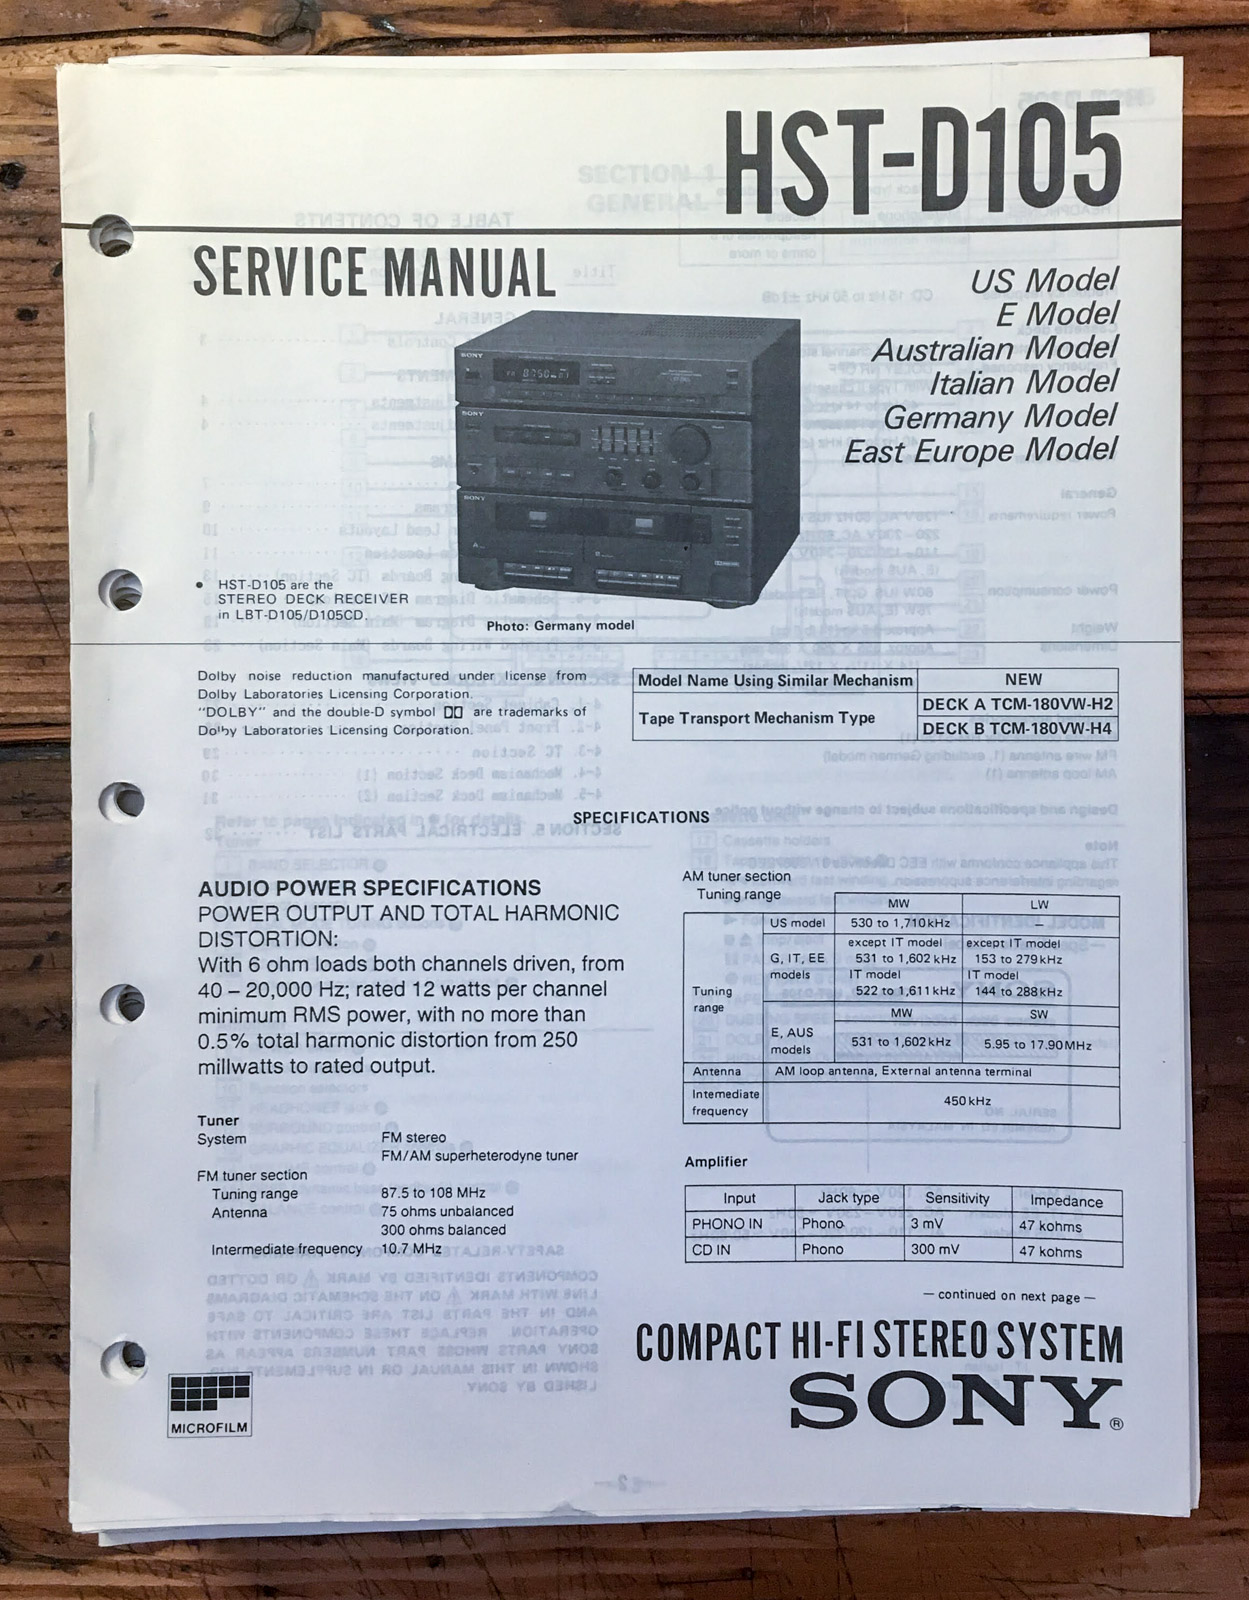 HST-D105
SERVICE MANUAL
US Model
E Model
Australian Model
Italian Model
Germany Model
East Europe Model
SONY
SONY
SONY
• HST-D105 are the
STEREO DECK RECEIVER
in LBT-D105/D105CD.
Photo: Germany model
Dolby noise reduction manufactured under license from
Dolby Laboratories Licensing Corporation.
"DOLBY" and the double-D symbol are trademarks of
Dolby Laboratories Licensing Corporation.
Model Name Using Similar Mechanism NEW
Tape Transport Mechanism Type DECK A TCM-180VW-H2
DECK B TCM-180VW-H4
SPECIFICATIONS
AUDIO POWER SPECIFICATIONS
POWER OUTPUT AND TOTAL HARMONIC
DISTORTION:
With 6 ohm loads both channels driven, from
40 – 20,000 Hz; rated 12 watts per channel
minimum RMS power, with no more than
0.5% total harmonic distortion from 250
millwatts to rated output.
Tuner
System FM stereo
FM/AM superheterodyne tuner
FM tuner section
Tuning range 87.5 to 108 MHz
Antenna 75 ohms unbalanced
300 ohms balanced
Intermediate frequency 10.7 MHz
AM tuner section
Tuning range
MW LW
US model 530 to 1,710 kHz –
Tuning range
G, IT, EE models
except IT model except IT model
531 to 1,602 kHz 153 to 279 kHz
IT model IT model
522 to 1,611 kHz 144 to 288 kHz
MW SW
E, AUS models 531 to 1,602 kHz 5.95 to 17.90 MHz
Antenna AM loop antenna, External antenna terminal
Intemediate frequency 450 kHz
Amplifier
Input Jack type Sensitivity Impedance
PHONO IN Phono 3 mV 47 kohms
CD IN Phono 300 mV 47 kohms
— continued on next page —
COMPACT HI-FI STEREO SYSTEM
SONY®
MICROFILM